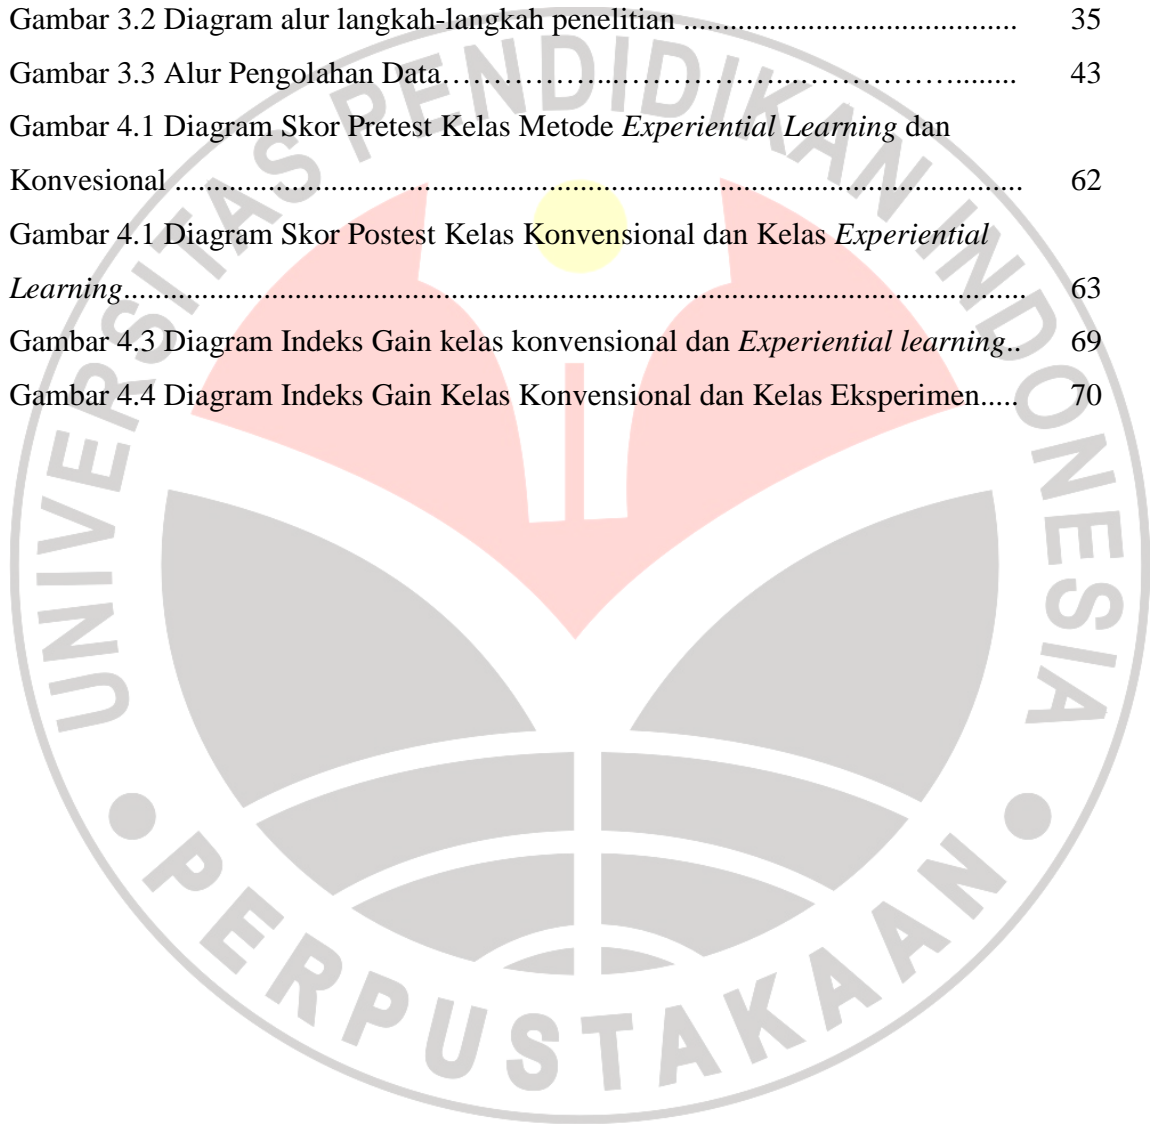 Gambar 3.2 Diagram alur langkah-langkah penelitian ...................................... 35
Gambar 3.3 Alur Pengolahan Data……………...………………...……………......... 43
Gambar 4.1 Diagram Skor Pretest Kelas Metode Experiential Learning dan
Konvesional ................................................................................................. 62
Gambar 4.1 Diagram Skor Postest Kelas Konvensional dan Kelas Experiential
Learning....................................................................................................... 63
Gambar 4.3 Diagram Indeks Gain kelas konvensional dan Experiential learning.. 69
Gambar 4.4 Diagram Indeks Gain Kelas Konvensional dan Kelas Eksperimen..... 70
UNIVERSITAS PENDIDIKAN INDONESIA
PERPUSTAKAAN